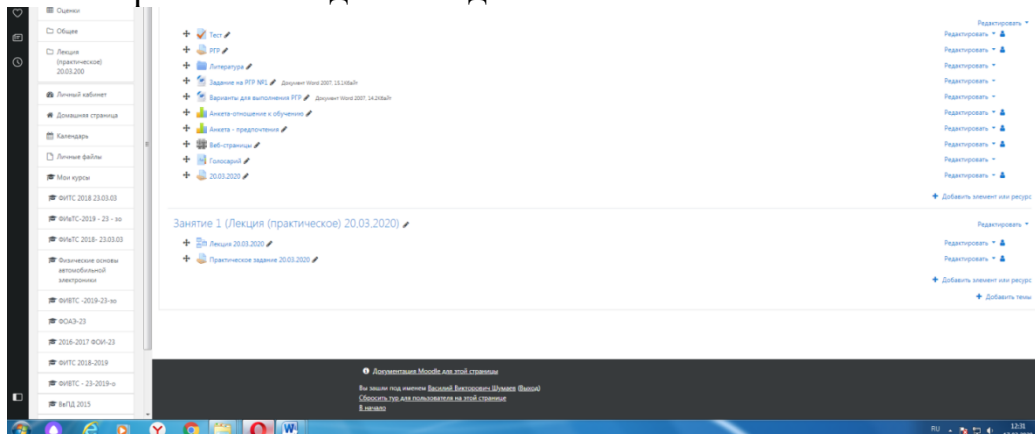 Оценки
Общее
Лекция
(практическое)
20.03.200
Личный кабинет
Домашняя страница
Календарь
Личные файлы
Мои курсы
ФИТС 2018 23.03.03
ФИвТС-2019 - 23 - зо
ФИвТС 2018- 23.03.03
Физические основы
автомобильной
электроники
ФИВТС -2019-23-зо
ФОАЭ-23
2016-2017 ФОИ-23
ФИТС 2018-2019
ФИВТС - 23-2019-о
ВвПД 2015
Редактировать
Тест Редактировать
РГР Редактировать
Литература Редактировать
Задание на РГР №1 Документ Word 2007, 15.1Кбайт Редактировать
Варианты для выполнения РГР Документ Word 2007, 14.2Кбайт Редактировать
Анкета-отношение к обучению Редактировать
Анкета - предпочтения Редактировать
Веб-страницы Редактировать
Голосарий Редактировать
20.03.2020 Редактировать
Добавить элемент или ресурс
Занятие 1 (Лекция (практическое) 20.03.2020) Редактировать
Лекция 20.03.2020 Редактировать
Практическое задание 20.03.2020 Редактировать
Добавить элемент или ресурс
Добавить темы
Документация Moodle для этой страницы
Вы зашли под именем Василий Викторович Шумаев (Выход)
Сбросить тур для пользователя на этой странице
В начало
RU 12:31